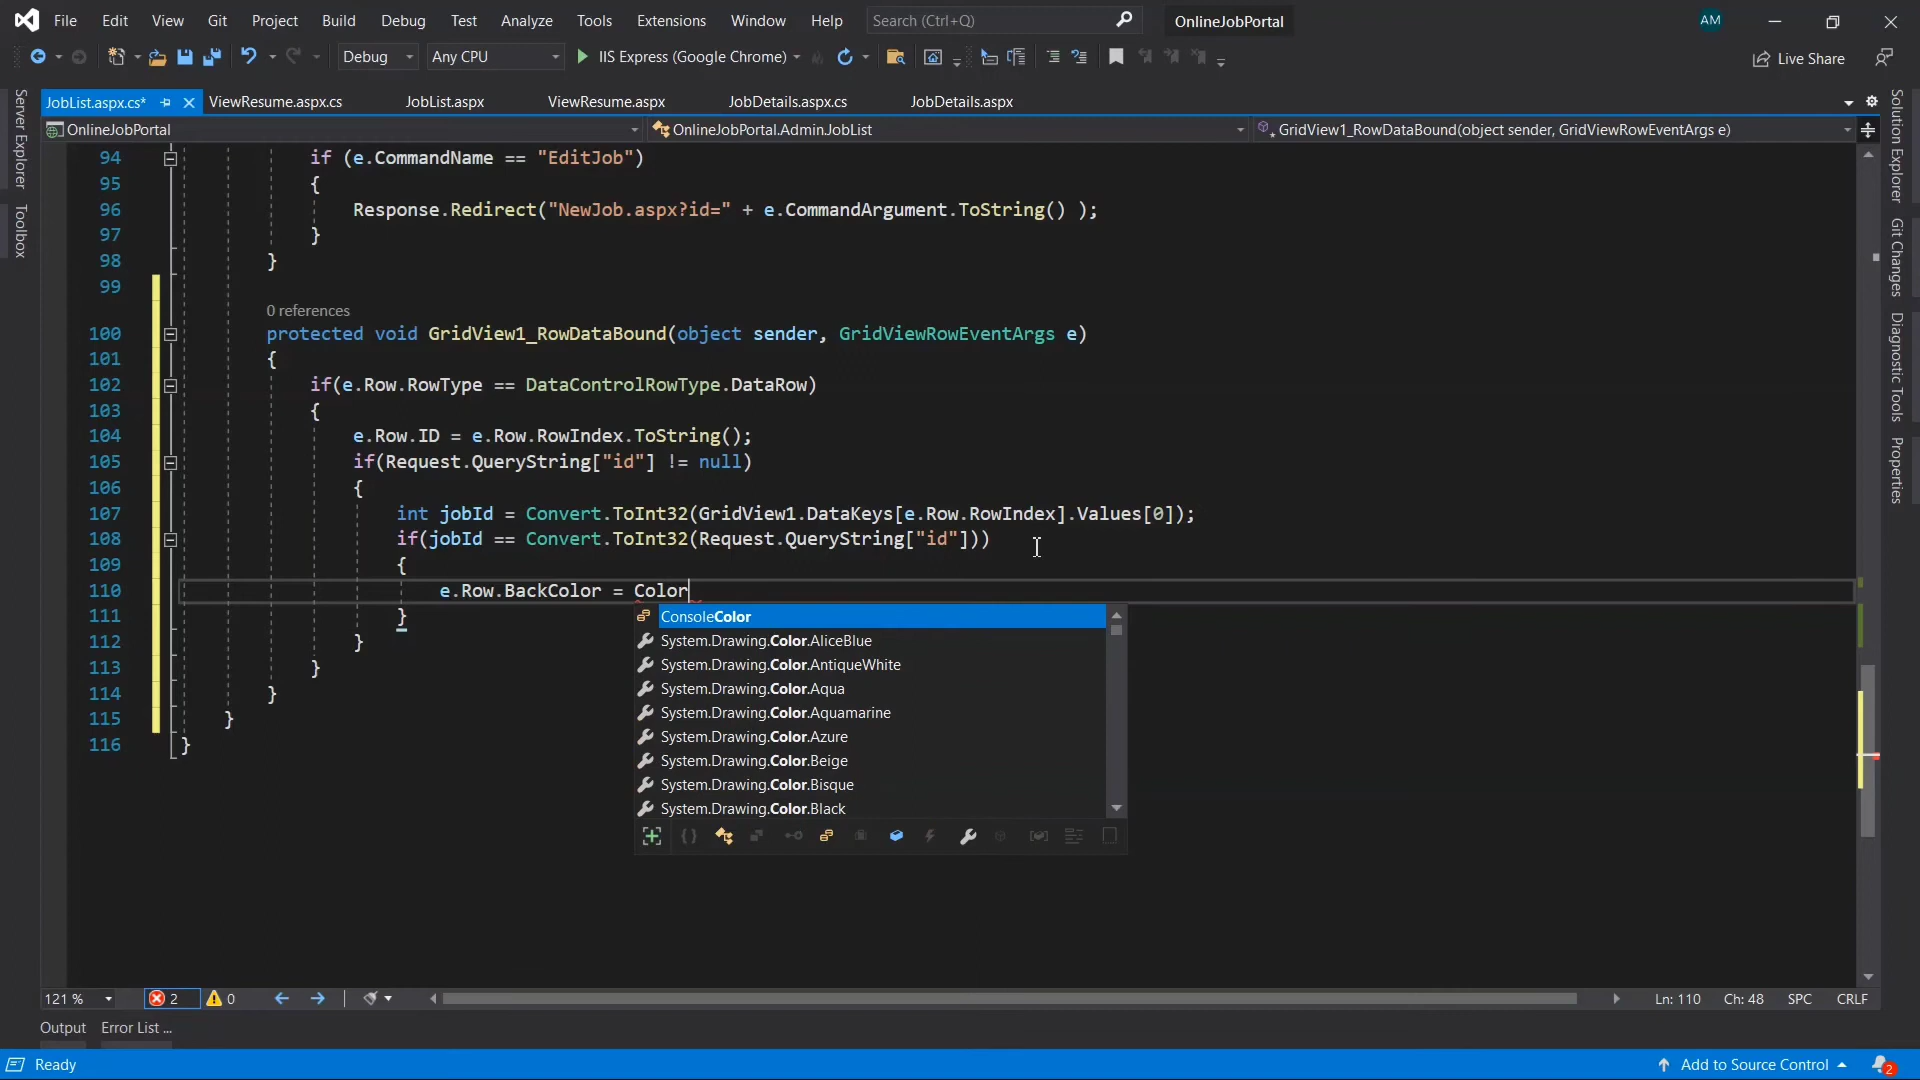 File Edit View Git Project Build Debug Test Analyze Tools Extensions Window Help Search (Ctrl+Q) OnlineJobPortal AM
Debug Any CPU IIS Express (Google Chrome) Live Share
JobList.aspx.cs* ViewResume.aspx.cs JobList.aspx ViewResume.aspx JobDetails.aspx.cs JobDetails.aspx
OnlineJobPortal OnlineJobPortal.Admin.JobList GridView1_RowDataBound(object sender, GridViewRowEventArgs e)
Server Explorer
Toolbox
Solution Explorer
Git Changes
Diagnostic Tools
Properties
94 if (e.CommandName == "EditJob")
95 {
96 Response.Redirect("NewJob.aspx?id=" + e.CommandArgument.ToString() );
97 }
98 }
99
0 references
100 protected void GridView1_RowDataBound(object sender, GridViewRowEventArgs e)
101 {
102 if(e.Row.RowType == DataControlRowType.DataRow)
103 {
104 e.Row.ID = e.Row.RowIndex.ToString();
105 if(Request.QueryString["id"] != null)
106 {
107 int jobId = Convert.ToInt32(GridView1.DataKeys[e.Row.RowIndex].Values[0]);
108 if(jobId == Convert.ToInt32(Request.QueryString["id"]))
109 {
110 e.Row.BackColor = Color
111 }
112 }
113 }
114 }
115 }
116 }
ConsoleColor
System.Drawing.Color.AliceBlue
System.Drawing.Color.AntiqueWhite
System.Drawing.Color.Aqua
System.Drawing.Color.Aquamarine
System.Drawing.Color.Azure
System.Drawing.Color.Beige
System.Drawing.Color.Bisque
System.Drawing.Color.Black
121 % 2 0 Ln: 110 Ch: 48 SPC CRLF
Output Error List ...
Ready Add to Source Control 2